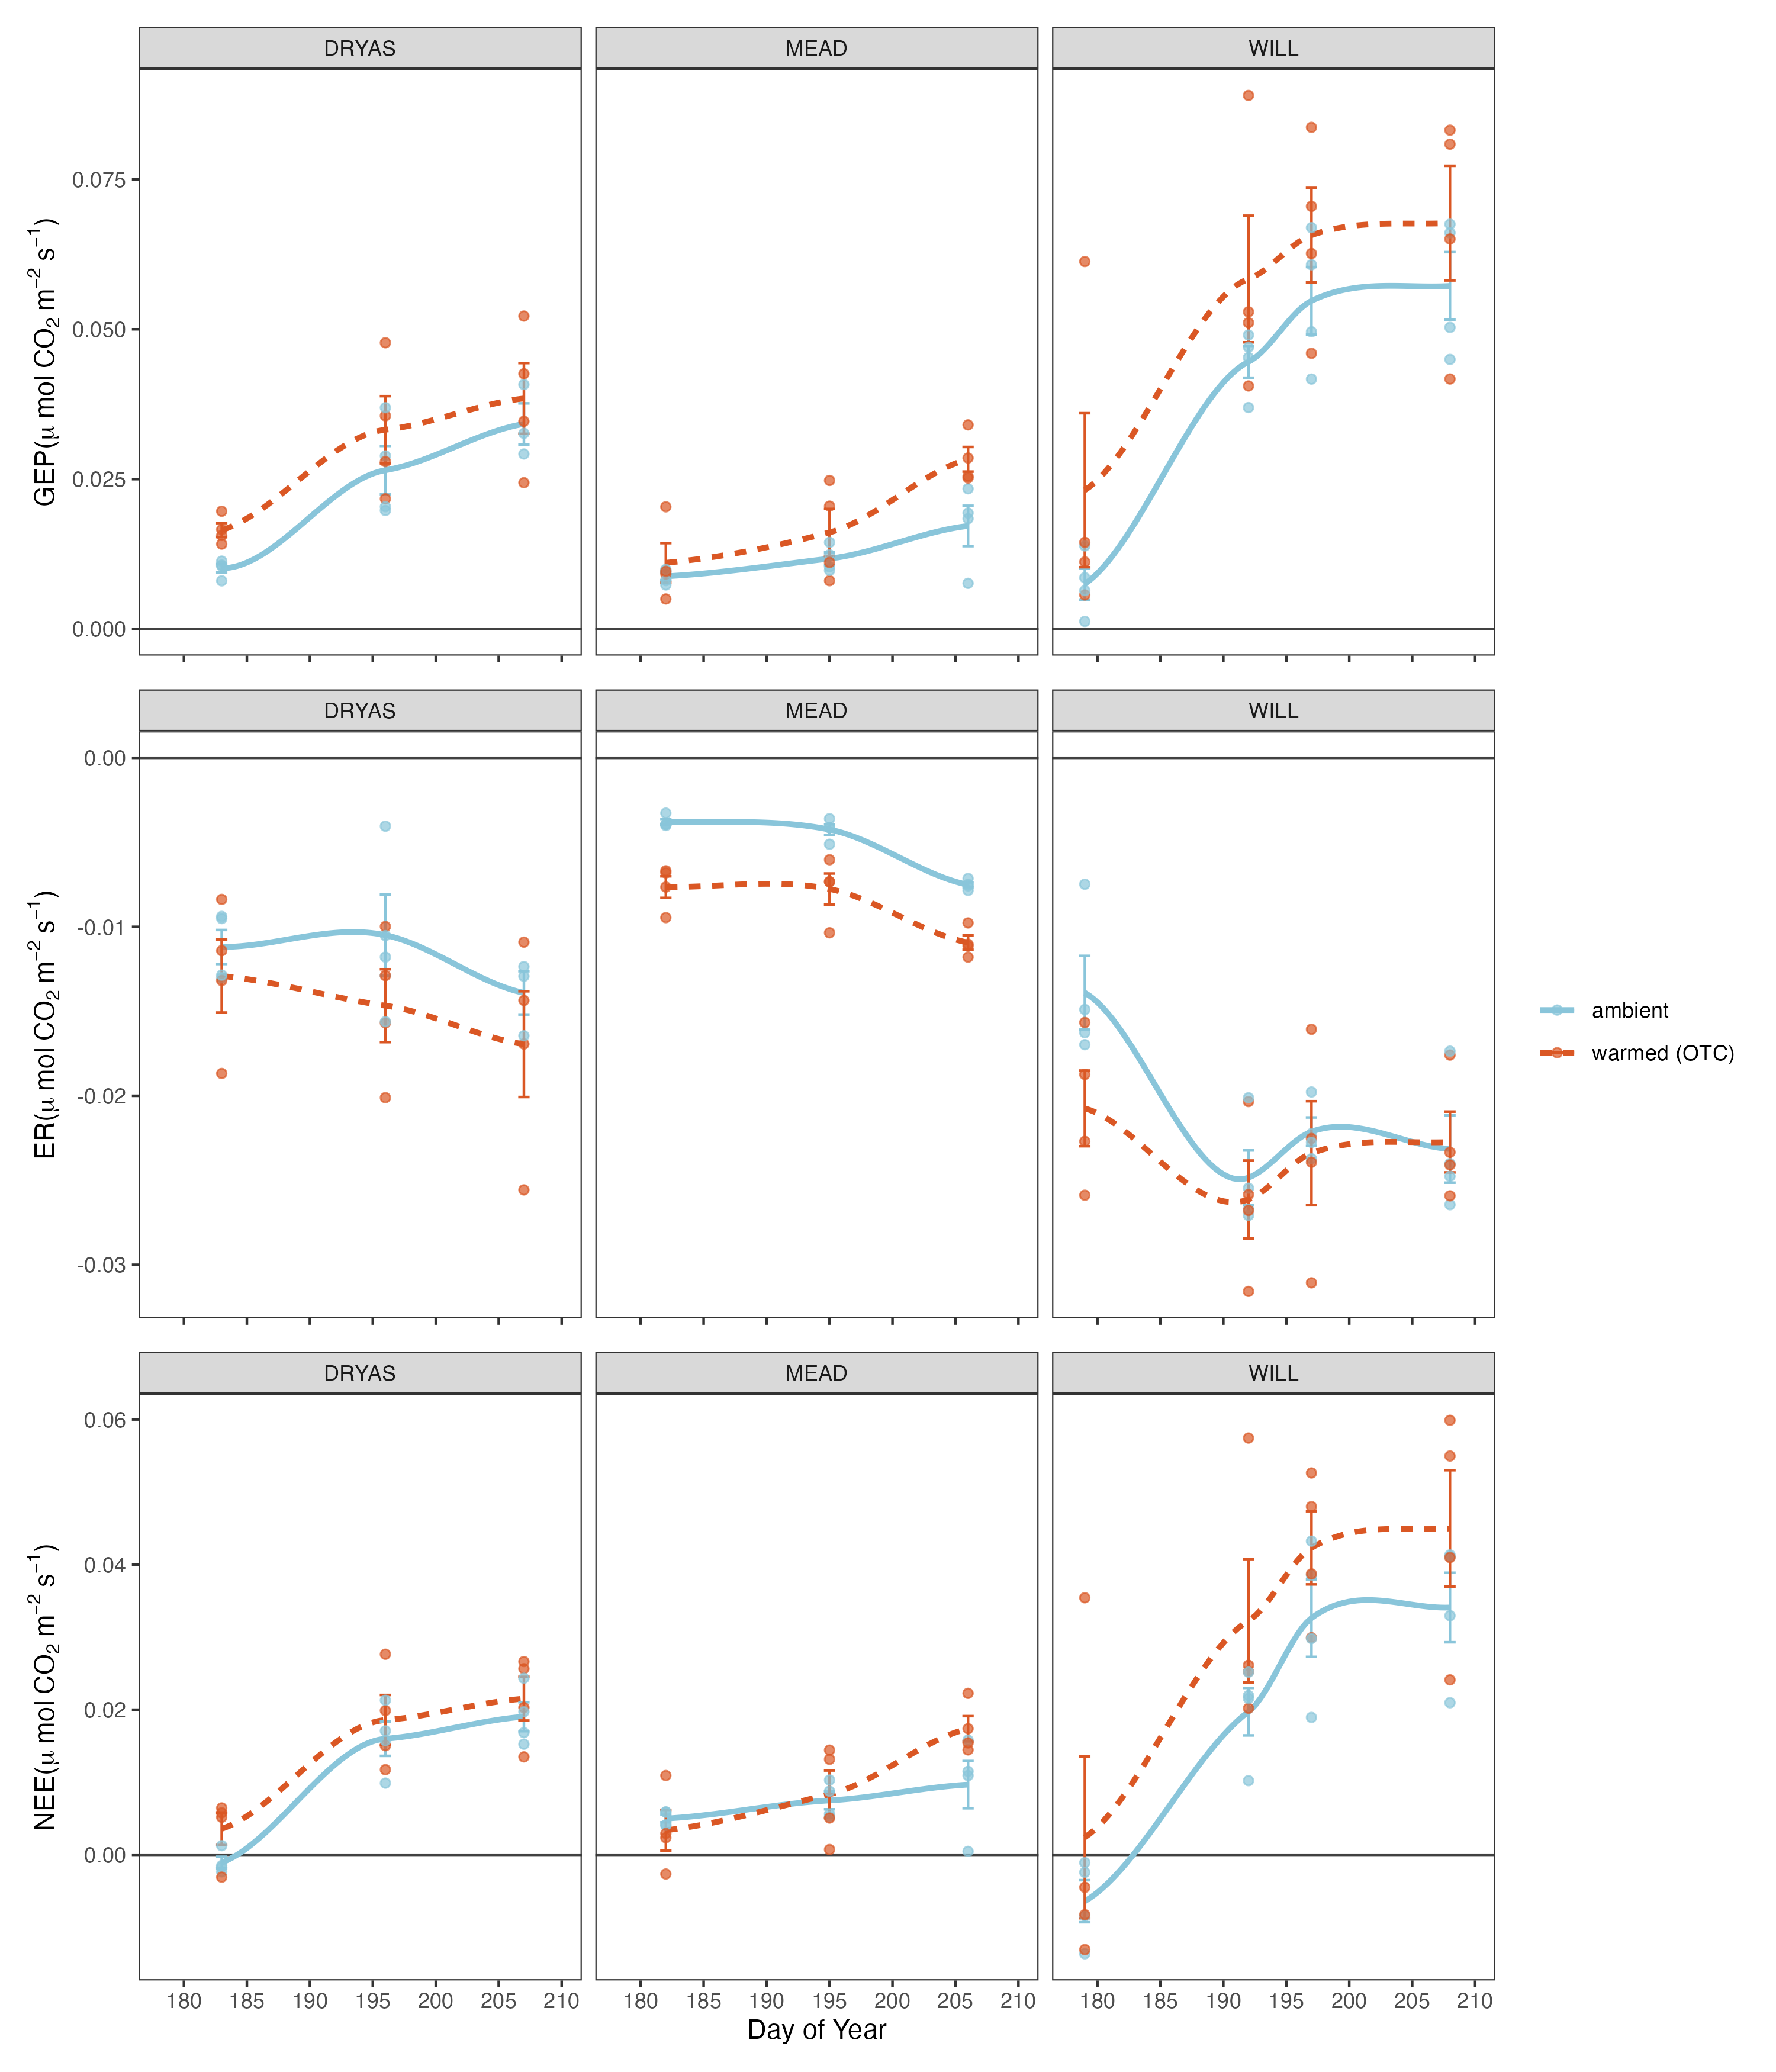 DRYAS MEAD WILL
GEP(μ mol CO₂ m⁻² s⁻¹)
0.075
0.050
0.025
0.000
DRYAS MEAD WILL
ER(μ mol CO₂ m⁻² s⁻¹)
0.00
-0.01
-0.02
-0.03
ambient
warmed (OTC)
DRYAS MEAD WILL
NEE(μ mol CO₂ m⁻² s⁻¹)
0.06
0.04
0.02
0.00
180 185 190 195 200 205 210 180 185 190 195 200 205 210 180 185 190 195 200 205 210
Day of Year